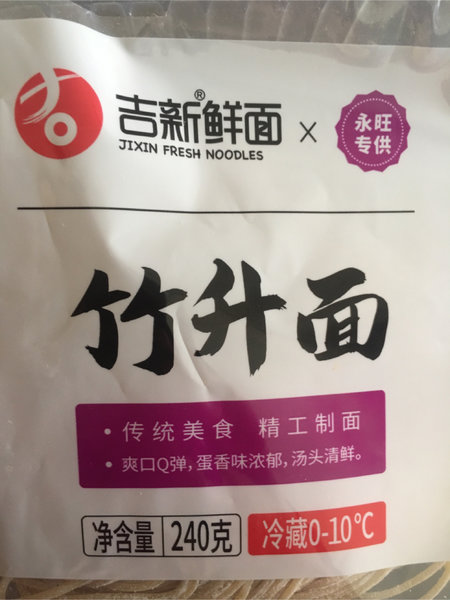 吉新鲜面®
JIXIN FRESH NOODLES
X
永旺
专供
竹升面
• 传统美食 精工制面
• 爽口Q弹,蛋香味浓郁,汤头清鲜。
净含量 240克 冷藏0-10℃